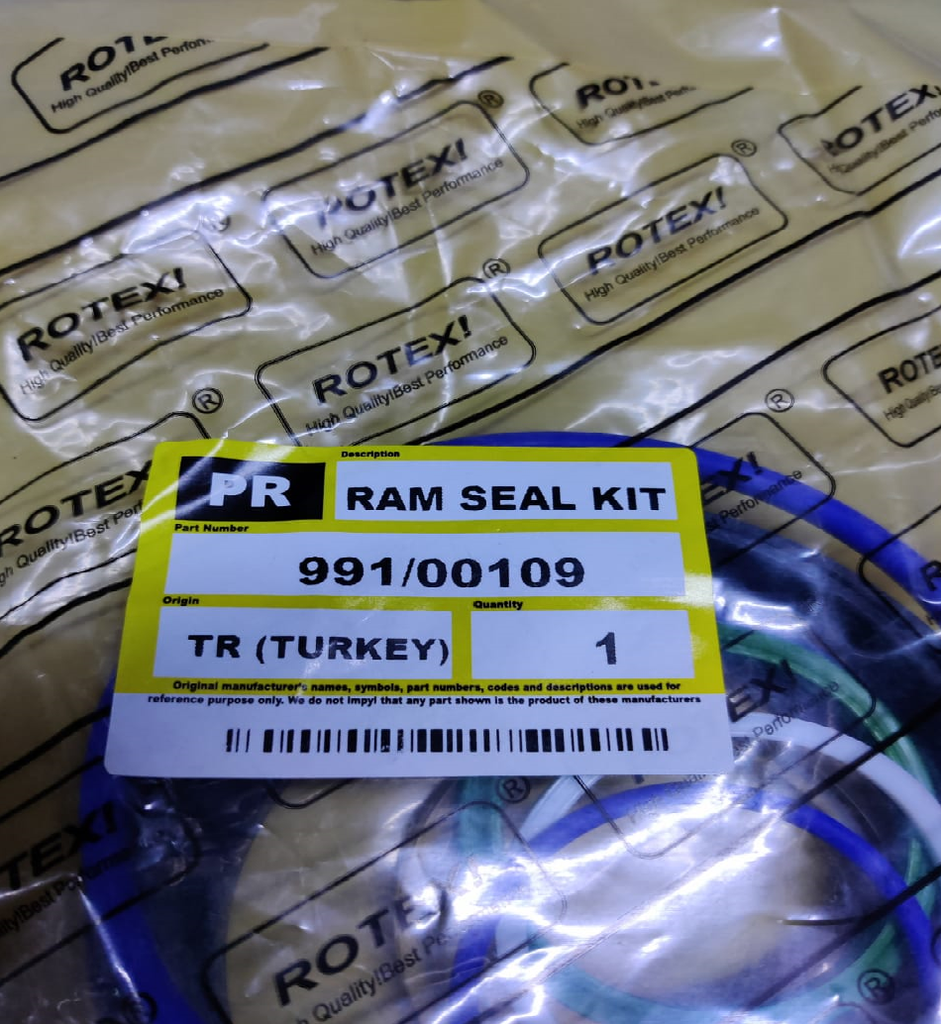 ROTEX!
High Quality!Best Performance
ROTEX!
High Quality!Best Performance
ROTEX!
High Quality!Best Performance
ROTEX!
High Quality!Best Performance
PR
Description
RAM SEAL KIT
Part Number
991/00109
Origin
TR (TURKEY)
Quantity
1
Original manufacturer's names, symbols, part numbers, codes and descriptions are used for
reference purpose only. We do not impyl that any part shown is the product of these manufacturers